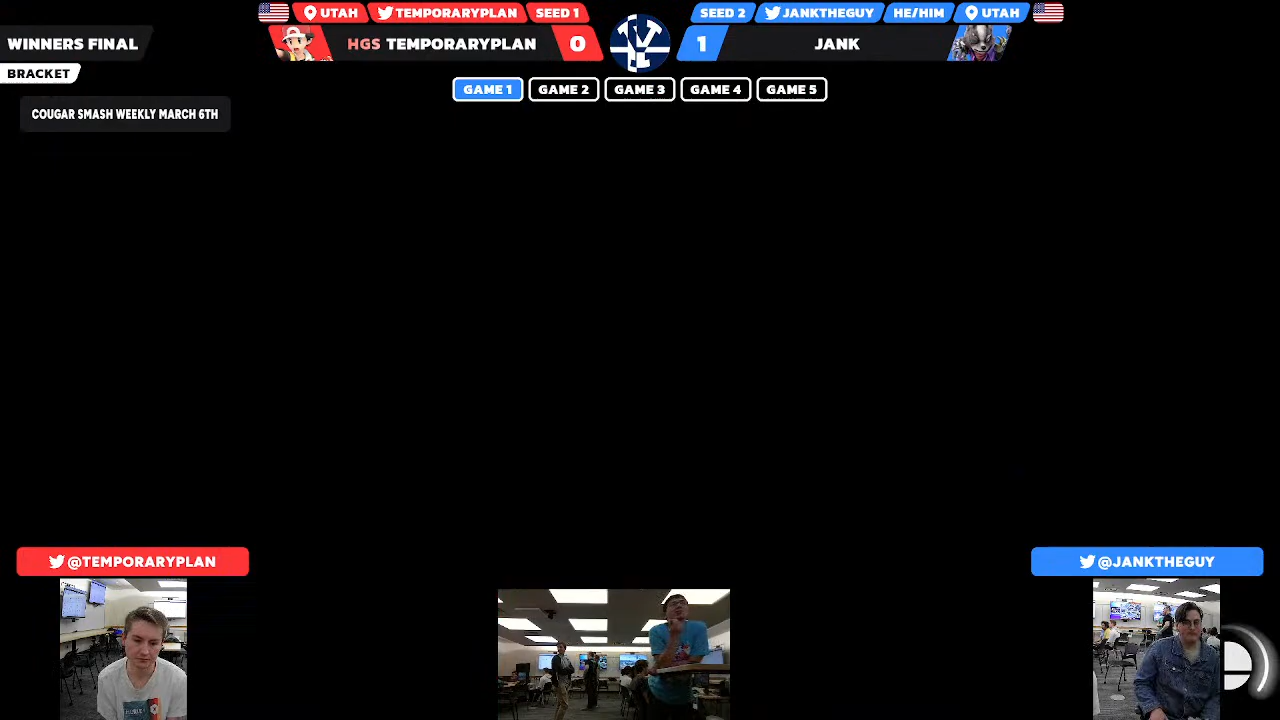 UTAH
TEMPORARYPLAN
SEED 1
SEED 2
JANKTHEGUY
HE/HIM
UTAH
WINNERS FINAL
HGS TEMPORARYPLAN
0
1
JANK
BRACKET
GAME 1
GAME 2
GAME 3
GAME 4
GAME 5
COUGAR SMASH WEEKLY MARCH 6TH
@TEMPORARYPLAN
@JANKTHEGUY